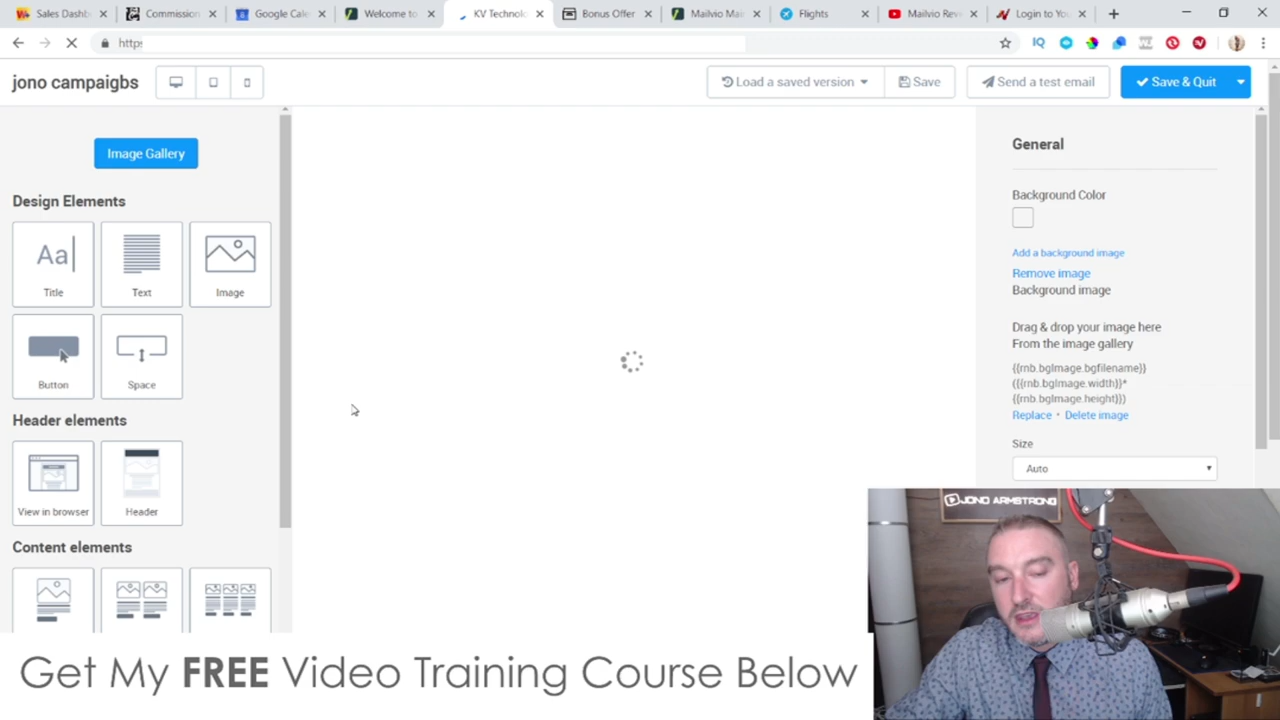 Sales Dashb
Commission
Google Cale
Welcome to
KV Technolo
Bonus Offer
Mailvio Mai
Flights
Mailvio Reve
Login to You
https
jono campaigbs
Load a saved version
Save
Send a test email
Save & Quit
Image Gallery
Design Elements
Aa
Title
Text
Image
Button
Space
Header elements
View in browser
Header
Content elements
General
Background Color
Add a background image
Remove image
Background image
Drag & drop your image here
From the image gallery
{{rnb.bgImage.bgfilename}}
({{rnb.bgImage.width}}*
{{rnb.bgImage.height}})
Replace • Delete image
Size
Auto
JONO ARMSTRONG
Get My FREE Video Training Course Below